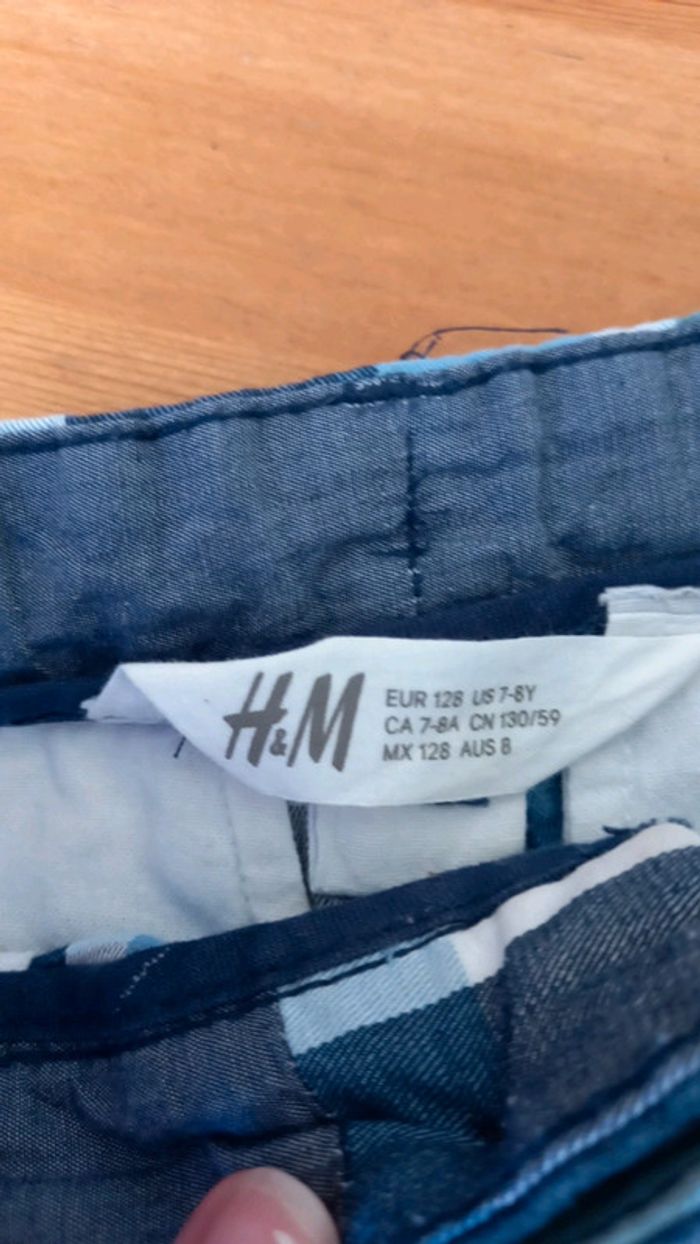 H&M
EUR 128 US 7-8Y
CA 7-8A CN 130/59
MX 128 AUS 8